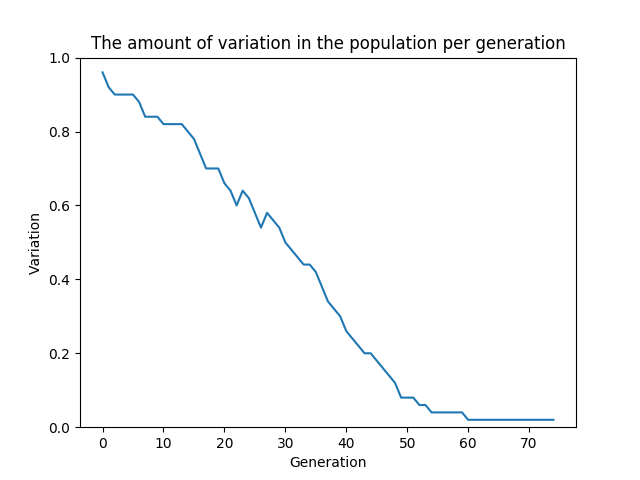 The amount of variation in the population per generation
1.0
0.8
0.6
0.4
0.2
0.0
Variation
0 10 20 30 40 50 60 70
Generation